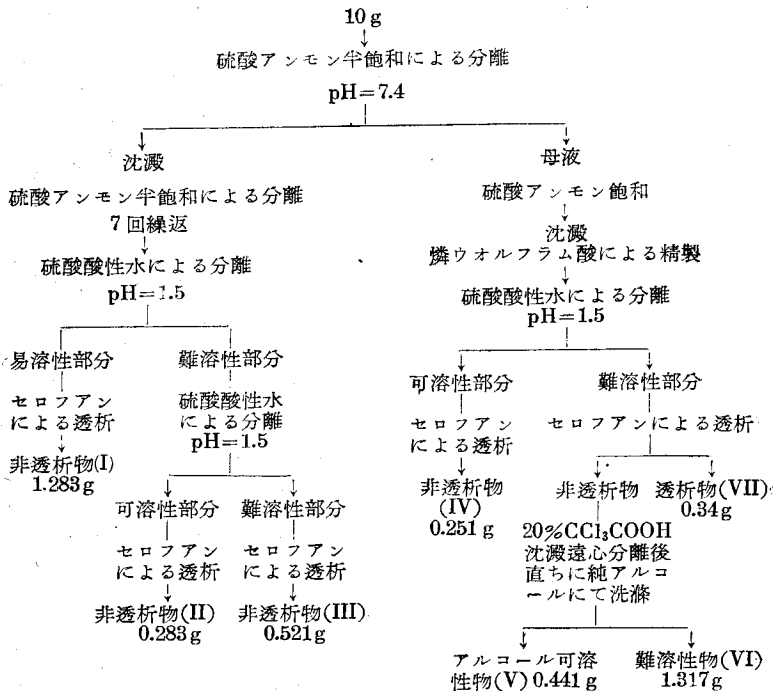 10g
硫酸アンモン半飽和による分離
pH=7.4
沈澱
硫酸アンモン半飽和による分離
7回繰返
硫酸酸性水による分離
pH=1.5
易溶性部分
セロフアン
による透析
非透析物(I)
1.283g
難溶性部分
硫酸酸性水
による分離
pH=1.5
可溶性部分
セロフアン
による透析
非透析物(II)
0.283g
難溶性部分
セロフアン
による透析
非透析物(III)
0.521g
母液
硫酸アンモン飽和
沈澱
燐ウオルフラム酸による精製
硫酸酸性水による分離
pH=1.5
可溶性部分
セロフアン
による透析
非透析物
(IV)
0.251g
難溶性部分
セロフアンによる透析
非透析物
20%CCl₃COOH
沈澱遠心分離後
直ちに純アルコ
ールにて洗滌
アルコール可溶
性物(V) 0.441g
難溶性物(VI)
1.317g
透析物(VII)
0.34g